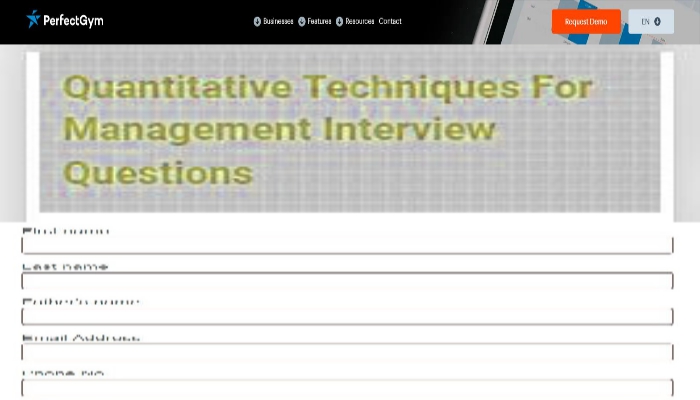 PerfectGym
Businesses Features Resources Contact
Request Demo
EN
Quantitative Techniques For
Management Interview
Questions
First name
Last name
Father's name
Email Address
Phone No